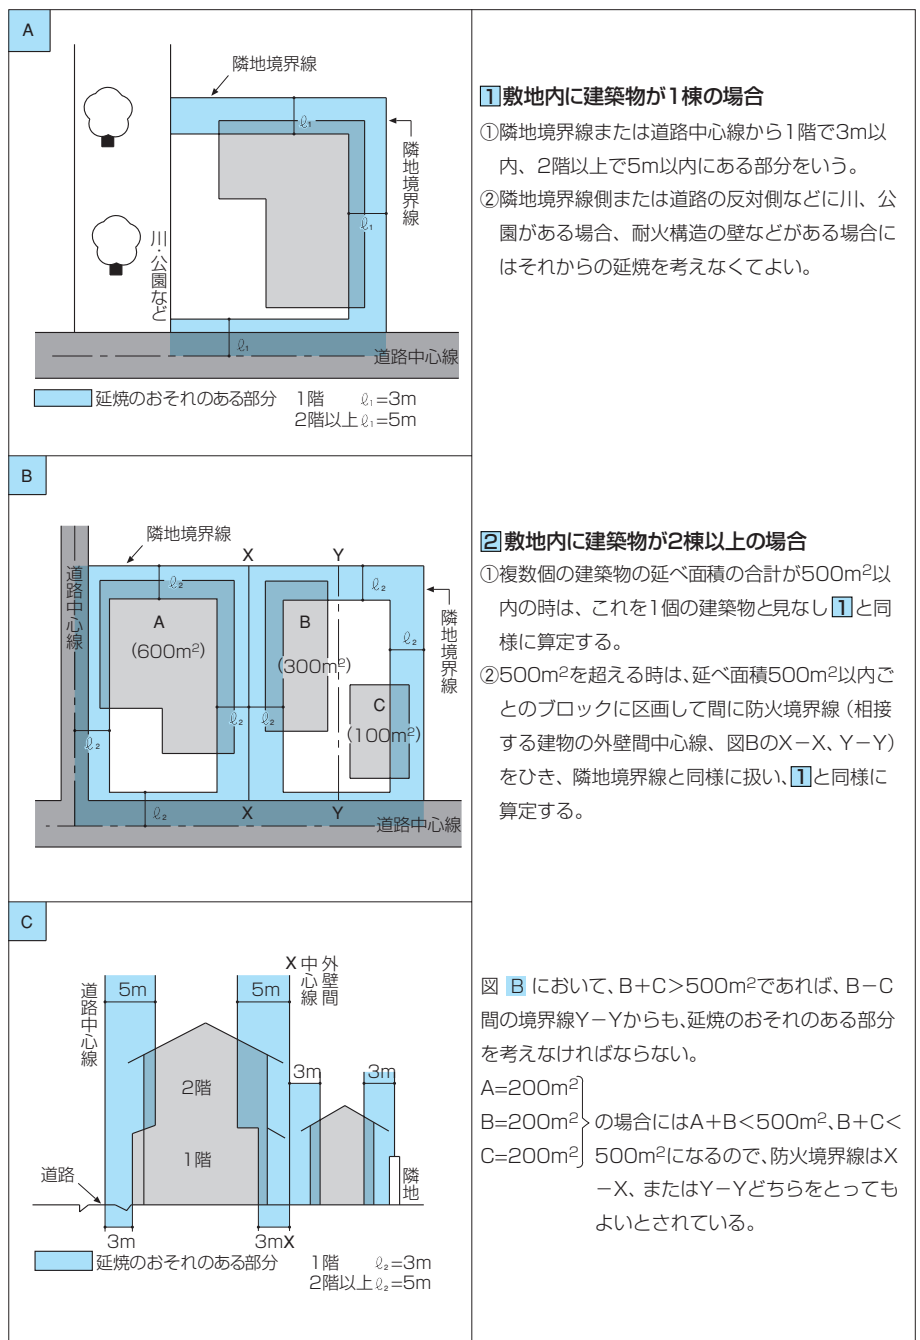 A
隣地境界線
ℓ₁
隣地境界線
ℓ₁
川・公園など
ℓ₁
道路中心線
延焼のおそれのある部分 1階 ℓ₁=3m
2階以上ℓ₁=5m
1 敷地内に建築物が1棟の場合
①隣地境界線または道路中心線から1階で3m以
内、2階以上で5m以内にある部分をいう。
②隣地境界線側または道路の反対側などに川、公
園がある場合、耐火構造の壁などがある場合に
はそれからの延焼を考えなくてよい。
B
隣地境界線
X
Y
道路中心線
ℓ₂
ℓ₂
隣地境界線
A
(600m²)
B
(300m²)
ℓ₂
C
(100m²)
ℓ₂
ℓ₂
ℓ₂
ℓ₂
X
Y
道路中心線
2 敷地内に建築物が2棟以上の場合
①複数個の建築物の延べ面積の合計が500m²以
内の時は、これを1個の建築物と見なし1と同
様に算定する。
②500m²を超える時は、延べ面積500m²以内ご
とのブロックに区画して間に防火境界線(相接
する建物の外壁間中心線、図BのX-X、Y-Y)
をひき、隣地境界線と同様に扱い、1と同様に
算定する。
C
道路中心線
5m
5m
X
外壁間
中心線
3m
3m
2階
1階
道路
隣地
3m
3m
X
延焼のおそれのある部分 1階 ℓ₂=3m
2階以上ℓ₂=5m
図 B において、B+C>500m²であれば、B-C
間の境界線Y-Yからも、延焼のおそれのある部分
を考えなければならない。
A=200m²
B=200m² の場合にはA+B<500m²、B+C<
C=200m² 500m²になるので、防火境界線はX
-X、またはY-Yどちらをとっても
よいとされている。